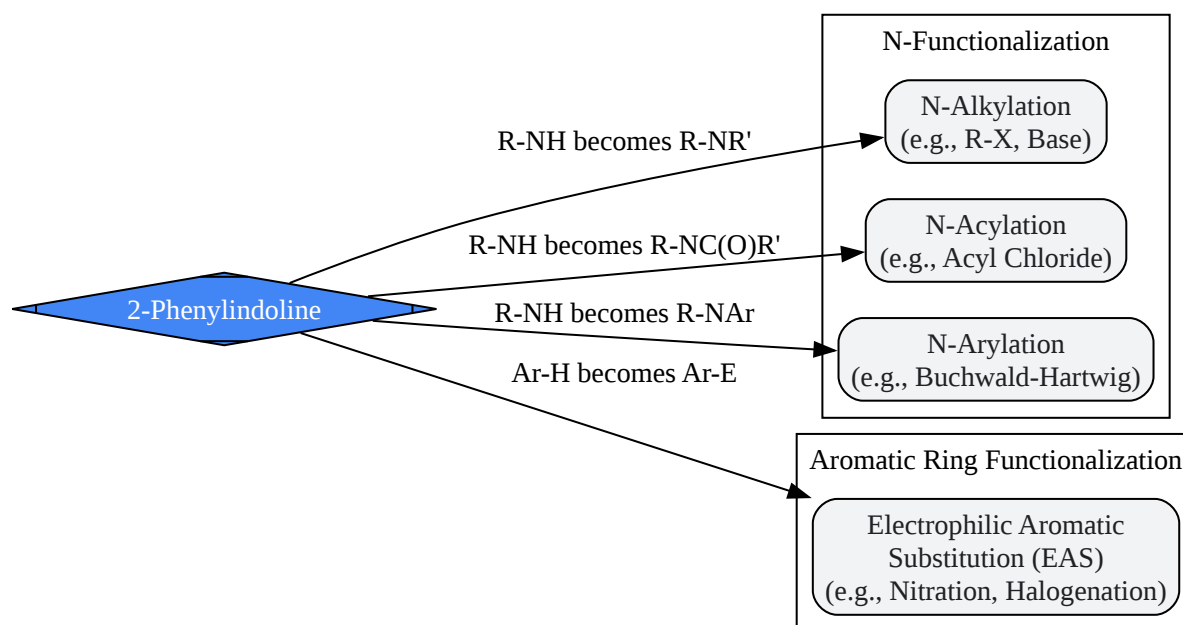 N-Functionalization
N-Alkylation
(e.g., R-X, Base)
R-NH becomes R-NR'
N-Acylation
(e.g., Acyl Chloride)
R-NH becomes R-NC(O)R'
2-Phenylindoline
R-NH becomes R-NAr
N-Arylation
(e.g., Buchwald-Hartwig)
Ar-H becomes Ar-E
Aromatic Ring Functionalization
Electrophilic Aromatic
Substitution (EAS)
(e.g., Nitration, Halogenation)